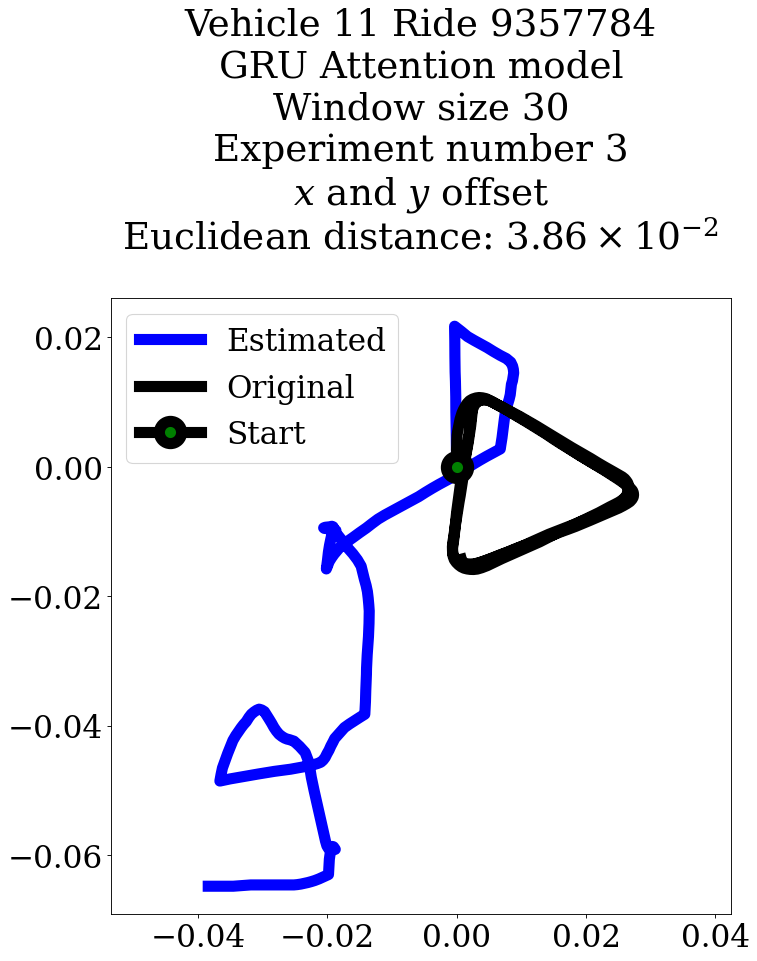 Vehicle 11 Ride 9357784
GRU Attention model
Window size 30
Experiment number 3
x and y offset
Euclidean distance: 3.86 × 10⁻²
Estimated
Original
Start
0.02
0.00
−0.02
−0.04
−0.06
−0.04 −0.02 0.00 0.02 0.04